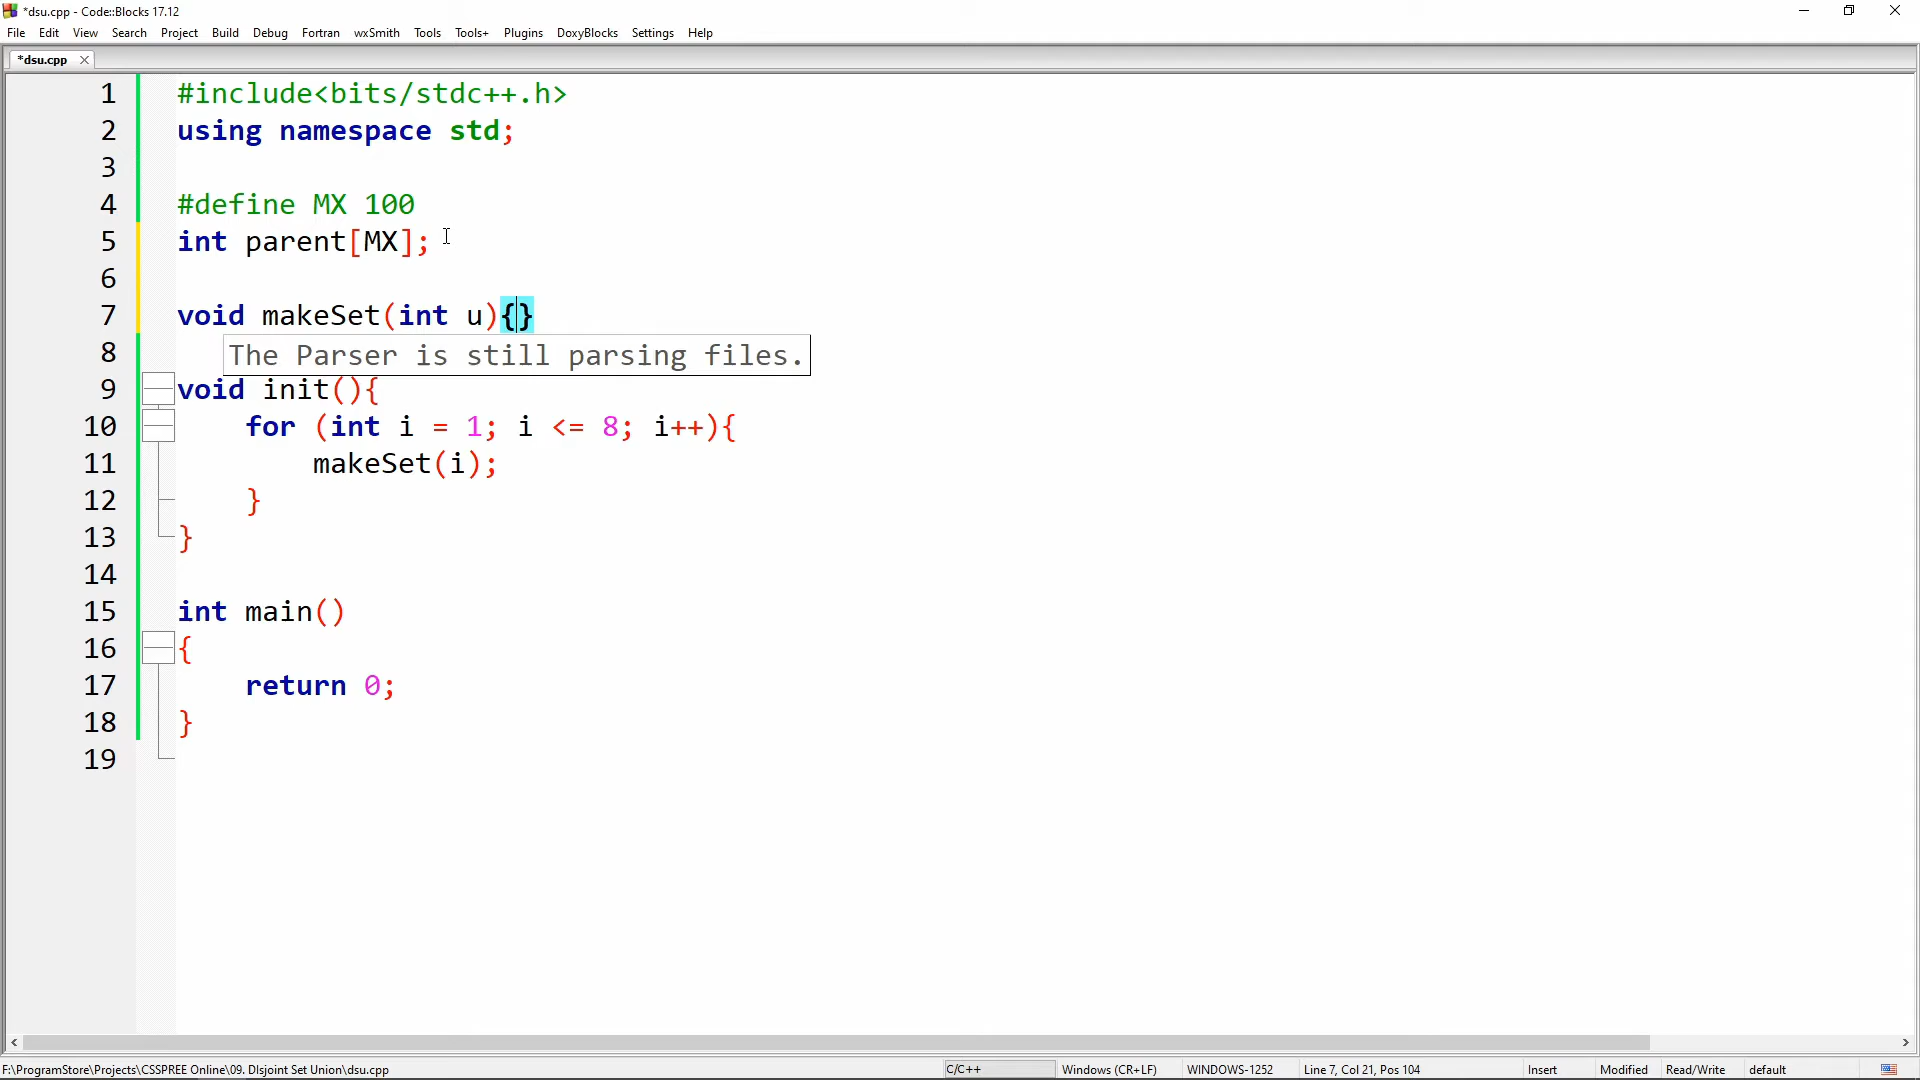 *dsu.cpp - Code::Blocks 17.12
File Edit View Search Project Build Debug Fortran wxSmith Tools Tools+ Plugins DoxyBlocks Settings Help
*dsu.cpp
1 #include<bits/stdc++.h>
2 using namespace std;
3
4 #define MX 100
5 int parent[MX];
6
7 void makeSet(int u){}
8 The Parser is still parsing files.
9 void init(){
10 for (int i = 1; i <= 8; i++){
11 makeSet(i);
12 }
13 }
14
15 int main()
16 {
17 return 0;
18 }
19
F:\ProgramStore\Projects\CSSPREE Online\09. DIsjoint Set Union\dsu.cpp C/C++ Windows (CR+LF) WINDOWS-1252 Line 7, Col 21, Pos 104 Insert Modified Read/Write default